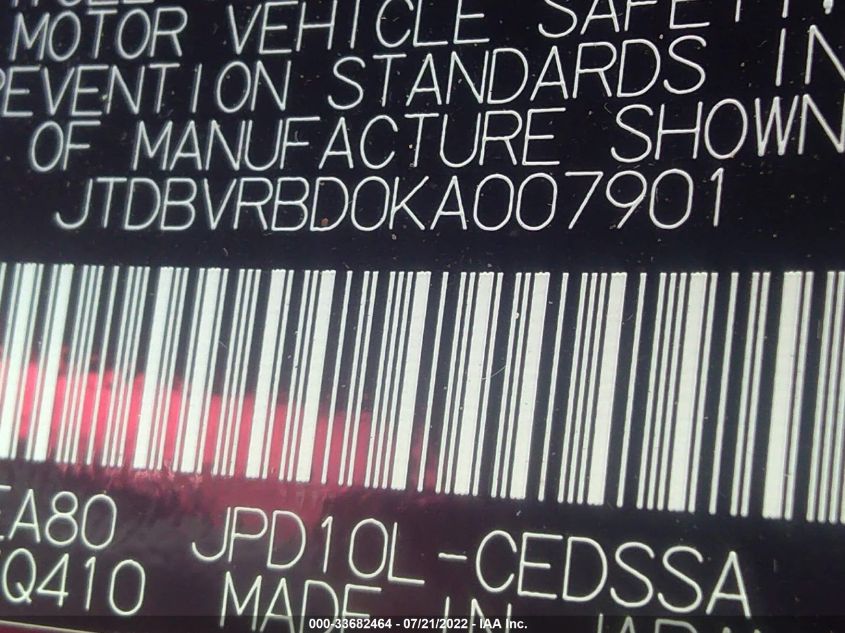 MOTOR VEHICLE SAFETY
PREVENTION STANDARDS IN
OF MANUFACTURE SHOWN
JTDBVRBD0KA007901
EA80 JPD10L-CEDSSA
Q410 MADE IN JAPAN
000-33682464 / 07/21/2022 - IAA Inc.